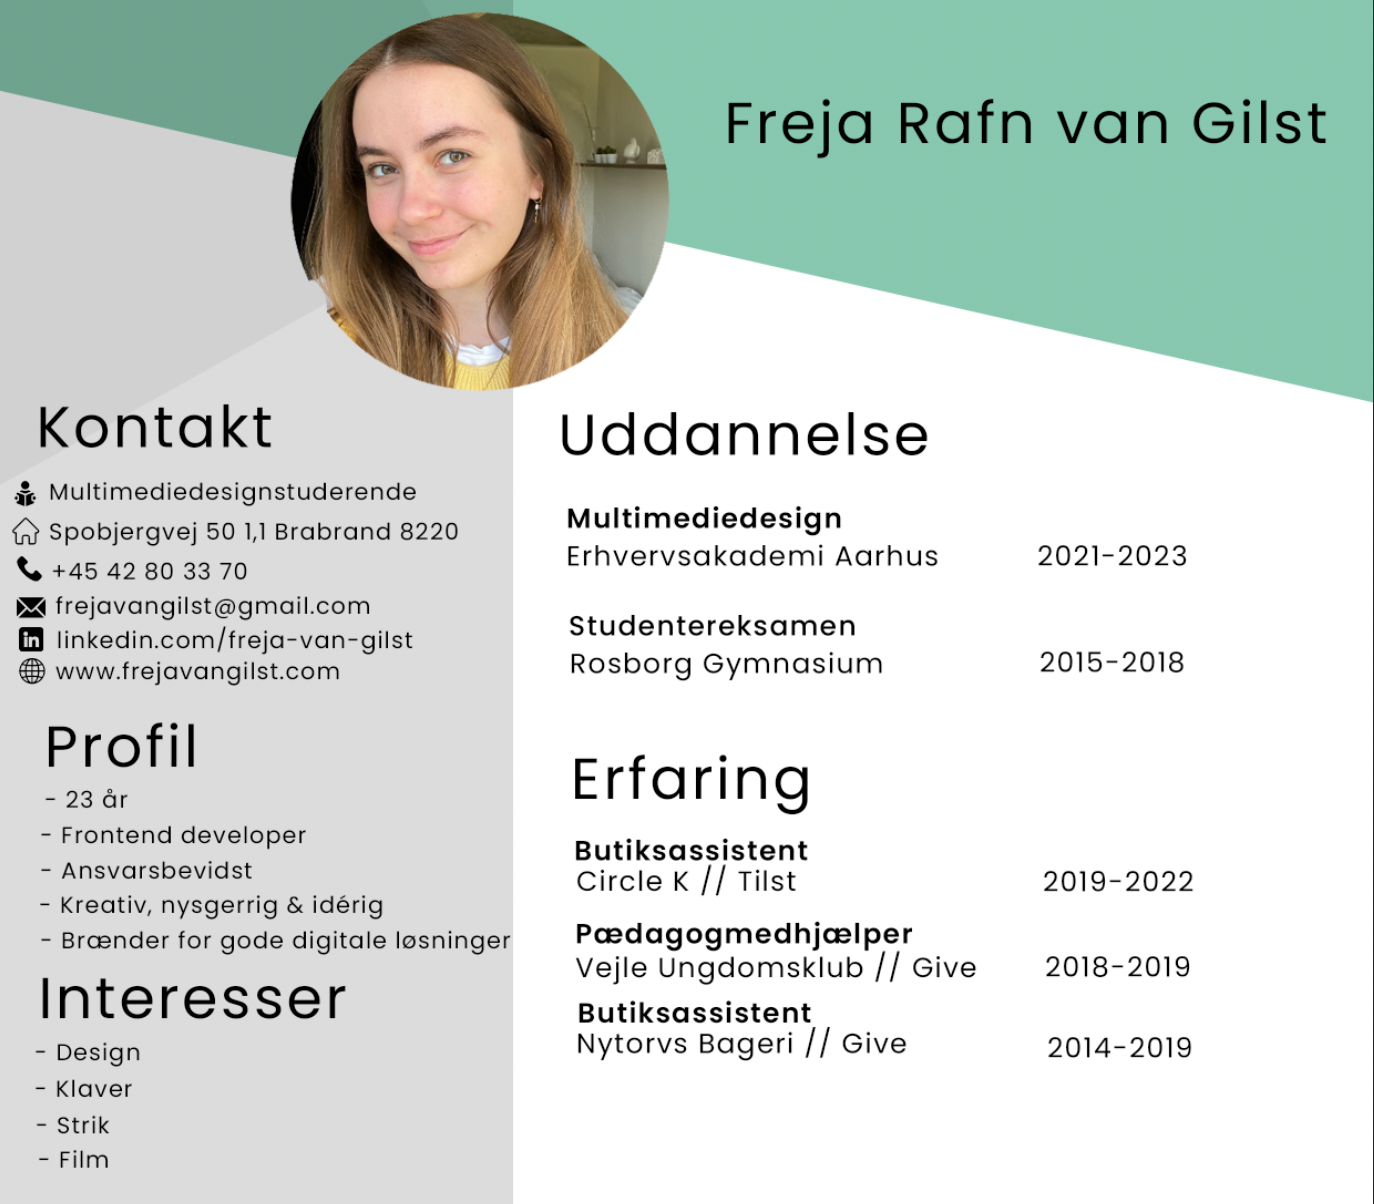 Freja Rafn van Gilst
Kontakt
Multimediedesignstuderende
Spobjergvej 50 1,1 Brabrand 8220
+45 42 80 33 70
frejavangilst@gmail.com
linkedin.com/freja-van-gilst
www.frejavangilst.com
Profil
- 23 år
- Frontend developer
- Ansvarsbevidst
- Kreativ, nysgerrig & idérig
- Brænder for gode digitale løsninger
Interesser
- Design
- Klaver
- Strik
- Film
Uddannelse
Multimediedesign
Erhvervsakademi Aarhus 2021-2023
Studentereksamen
Rosborg Gymnasium 2015-2018
Erfaring
Butiksassistent
Circle K // Tilst 2019-2022
Pædagogmedhjælper
Vejle Ungdomsklub // Give 2018-2019
Butiksassistent
Nytorvs Bageri // Give 2014-2019